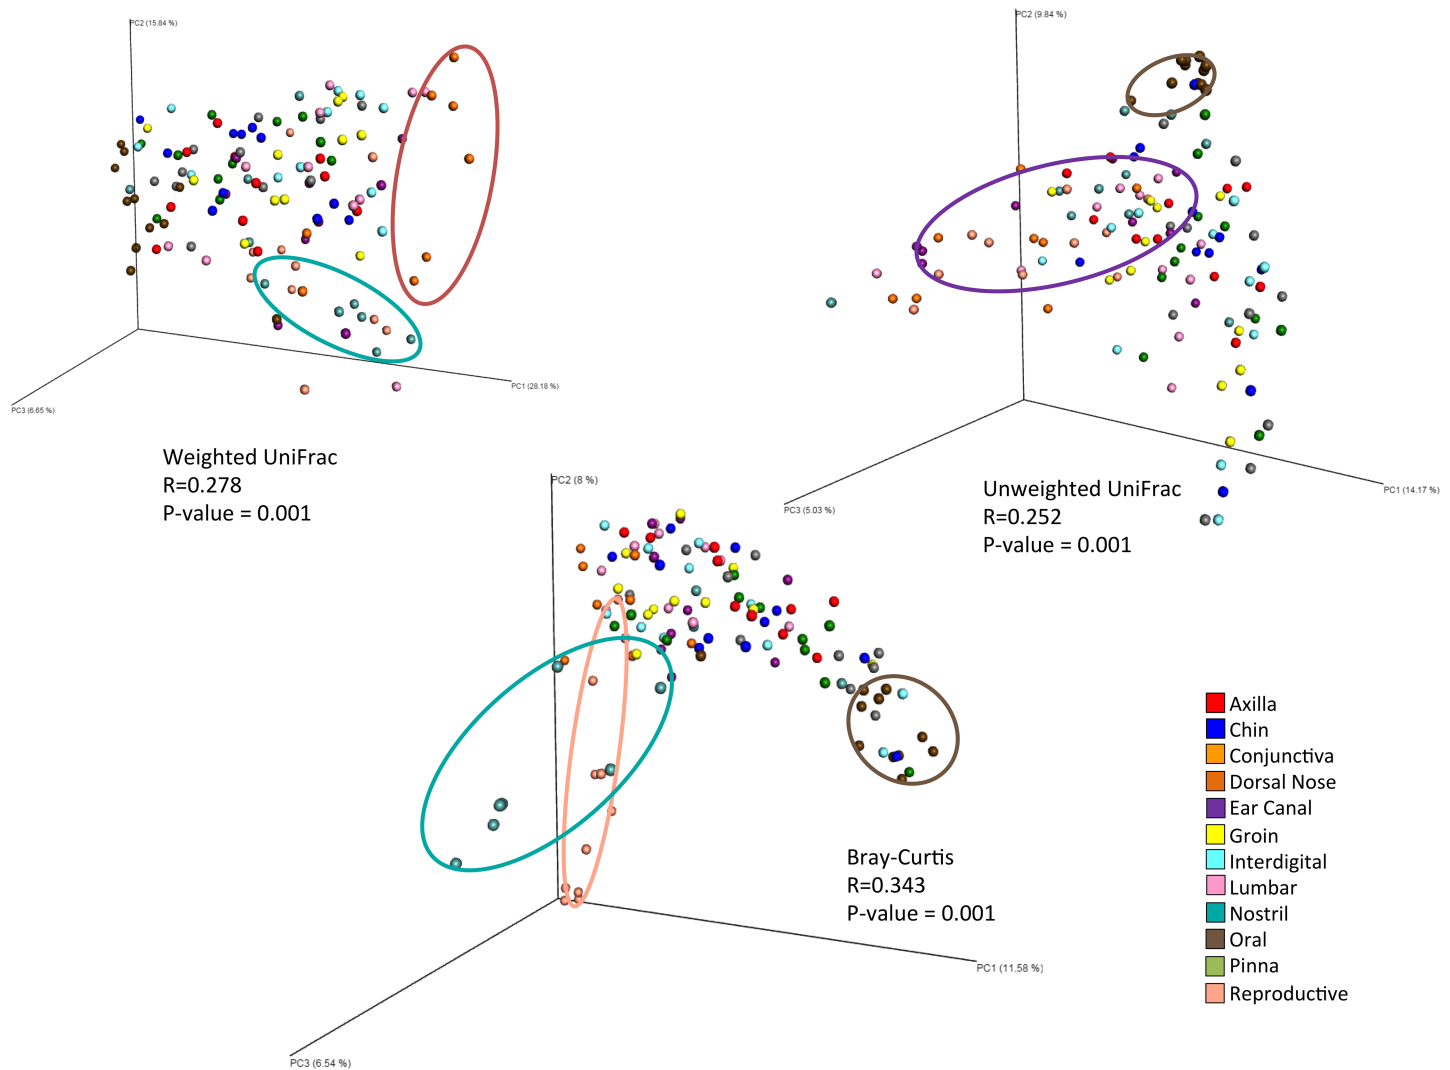 PC2 (15.84 %)
PC1 (28.18 %)
PC3 (6.65 %)
Weighted UniFrac
R=0.278
P-value = 0.001
PC2 (9.84 %)
PC1 (14.17 %)
PC3 (5.03 %)
Unweighted UniFrac
R=0.252
P-value = 0.001
PC2 (8 %)
PC1 (11.58 %)
PC3 (6.54 %)
Bray-Curtis
R=0.343
P-value = 0.001
Axilla
Chin
Conjunctiva
Dorsal Nose
Ear Canal
Groin
Interdigital
Lumbar
Nostril
Oral
Pinna
Reproductive